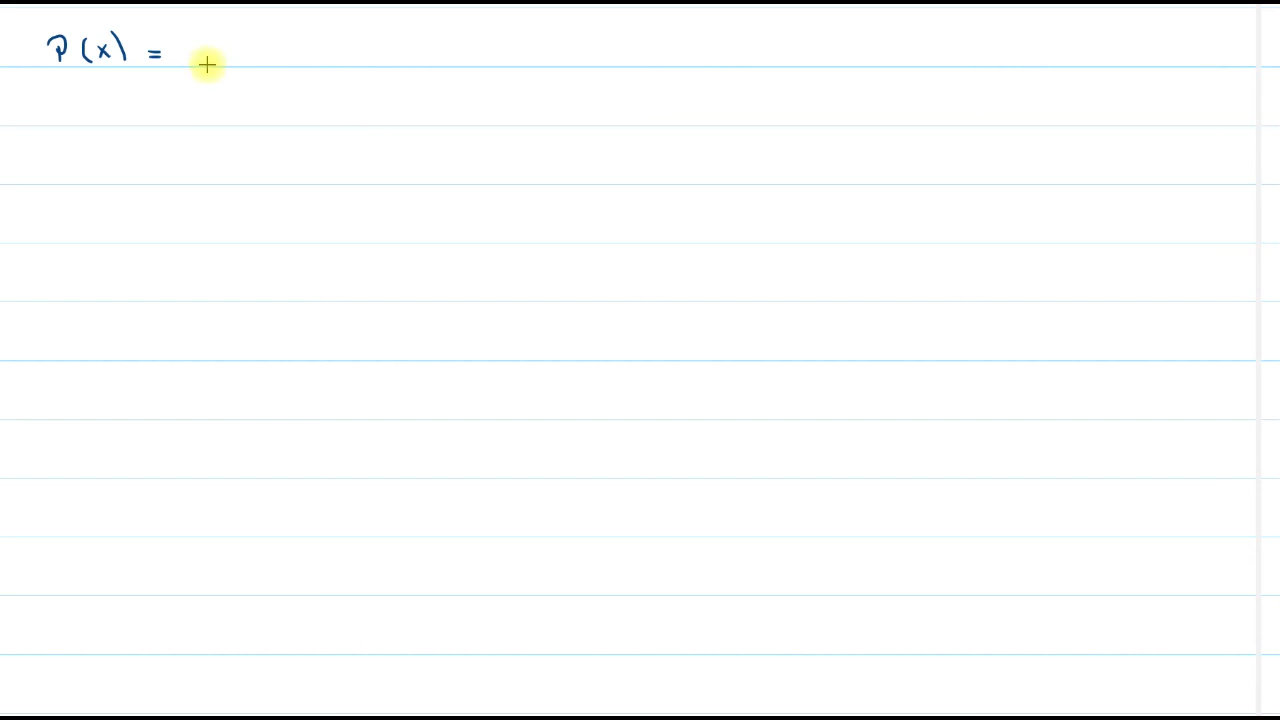 P(x) =